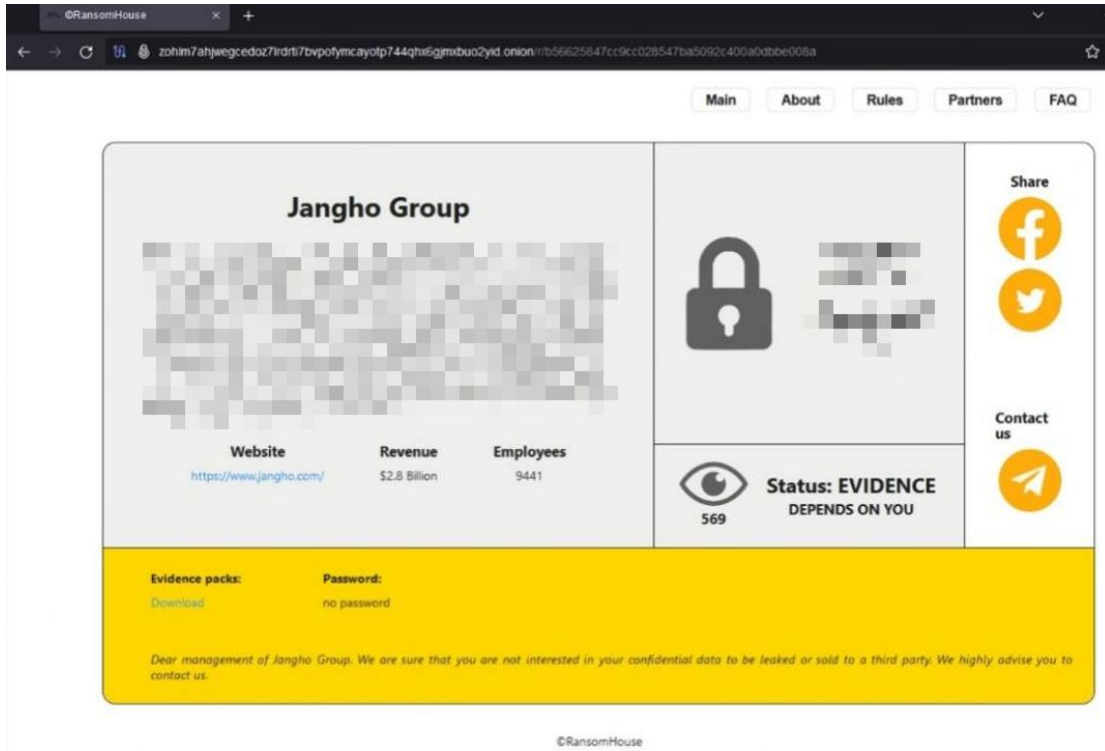 ©RansomHouse
zohlm7ahjwegcedoz7lrdrti7bvpofymcayotp744qhx6gjmxbuo2yid.onion/r/b56625847cc9cc028547ba5092c400a0dbbe008a
Main About Rules Partners FAQ
Jangho Group
Share
Contact us
Website Revenue Employees
https://www.jangho.com/ $2.8 Billion 9441
569
Status: EVIDENCE
DEPENDS ON YOU
Evidence packs: Password:
Download no password
Dear management of Jangho Group. We are sure that you are not interested in your confidential data to be leaked or sold to a third party. We highly advise you to
contact us.
©RansomHouse